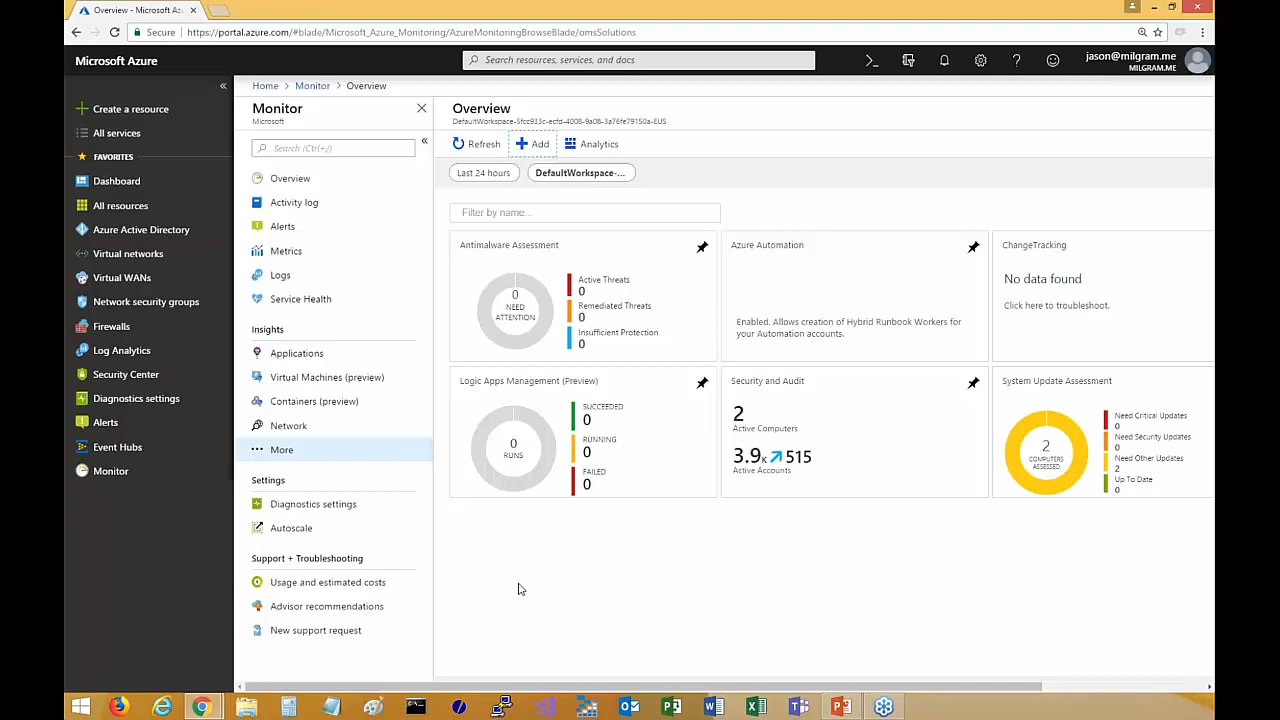 Overview - Microsoft Az
Secure
https://portal.azure.com/#blade/Microsoft_Azure_Monitoring/AzureMonitoringBrowseBlade/omsSolutions
Microsoft Azure
Search resources, services, and docs
jason@milgram.me
MILGRAM.ME
Create a resource
All services
FAVORITES
Dashboard
All resources
Azure Active Directory
Virtual networks
Virtual WANs
Network security groups
Firewalls
Log Analytics
Security Center
Diagnostics settings
Alerts
Event Hubs
Monitor
Home > Monitor > Overview
Monitor
Microsoft
Search (Ctrl+/)
Overview
Activity log
Alerts
Metrics
Logs
Service Health
Insights
Applications
Virtual Machines (preview)
Containers (preview)
Network
More
Settings
Diagnostics settings
Autoscale
Support + Troubleshooting
Usage and estimated costs
Advisor recommendations
New support request
Overview
DefaultWorkspace-5fcc933c-ecfd-4008-9a08-3a76fe79150a-EUS
Refresh
Add
Analytics
Last 24 hours
DefaultWorkspace-...
Filter by name...
Antimalware Assessment
0
NEED
ATTENTION
Active Threats
0
Remediated Threats
0
Insufficient Protection
0
Azure Automation
Enabled. Allows creation of Hybrid Runbook Workers for
your Automation accounts.
ChangeTracking
No data found
Click here to troubleshoot.
Logic Apps Management (Preview)
0
RUNS
SUCCEEDED
0
RUNNING
0
FAILED
0
Security and Audit
2
Active Computers
3.9K 515
Active Accounts
System Update Assessment
2
COMPUTERS
ASSESSED
Need Critical Updates
0
Need Security Updates
0
Need Other Updates
2
Up To Date
0